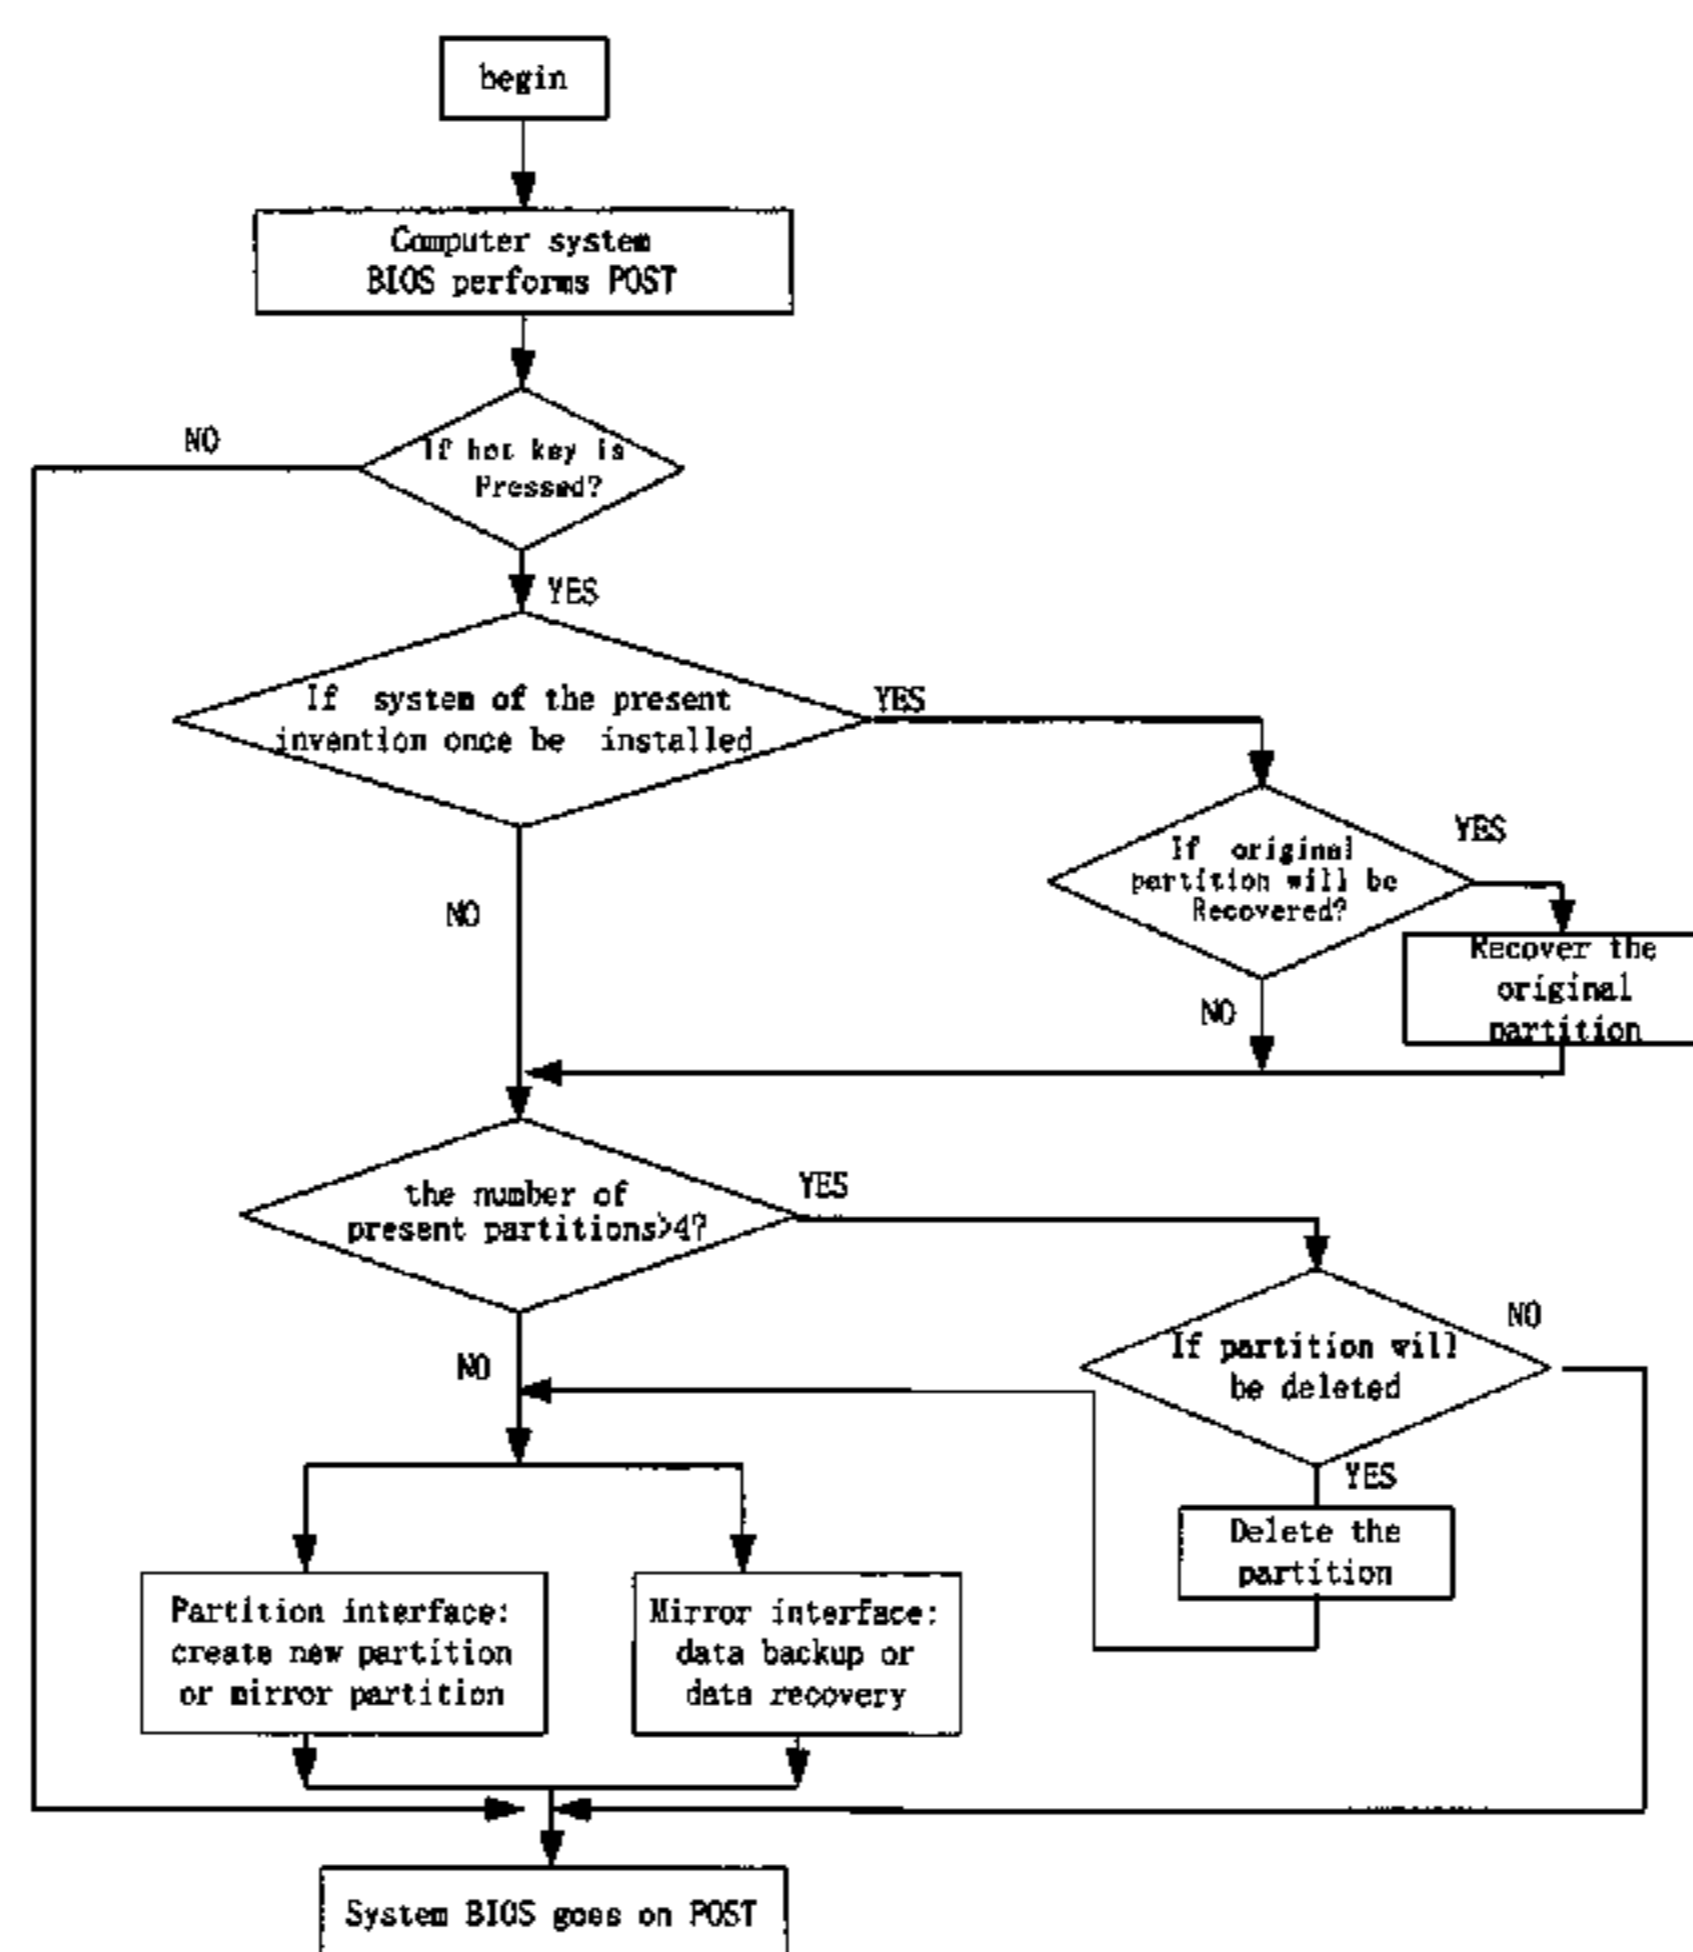 begin
Computer system
BIOS performs POST
NO
If hot key is
Pressed?
YES
If system of the present
invention once be installed
YES
If original
partition will be
Recovered?
YES
NO
Recover the
original
partition
NO
the number of
present partitions>4?
YES
NO
If partition will
be deleted
NO
YES
Delete the
partition
Partition interface:
create new partition
or mirror partition
Mirror interface:
data backup or
data recovery
System BIOS goes on POST